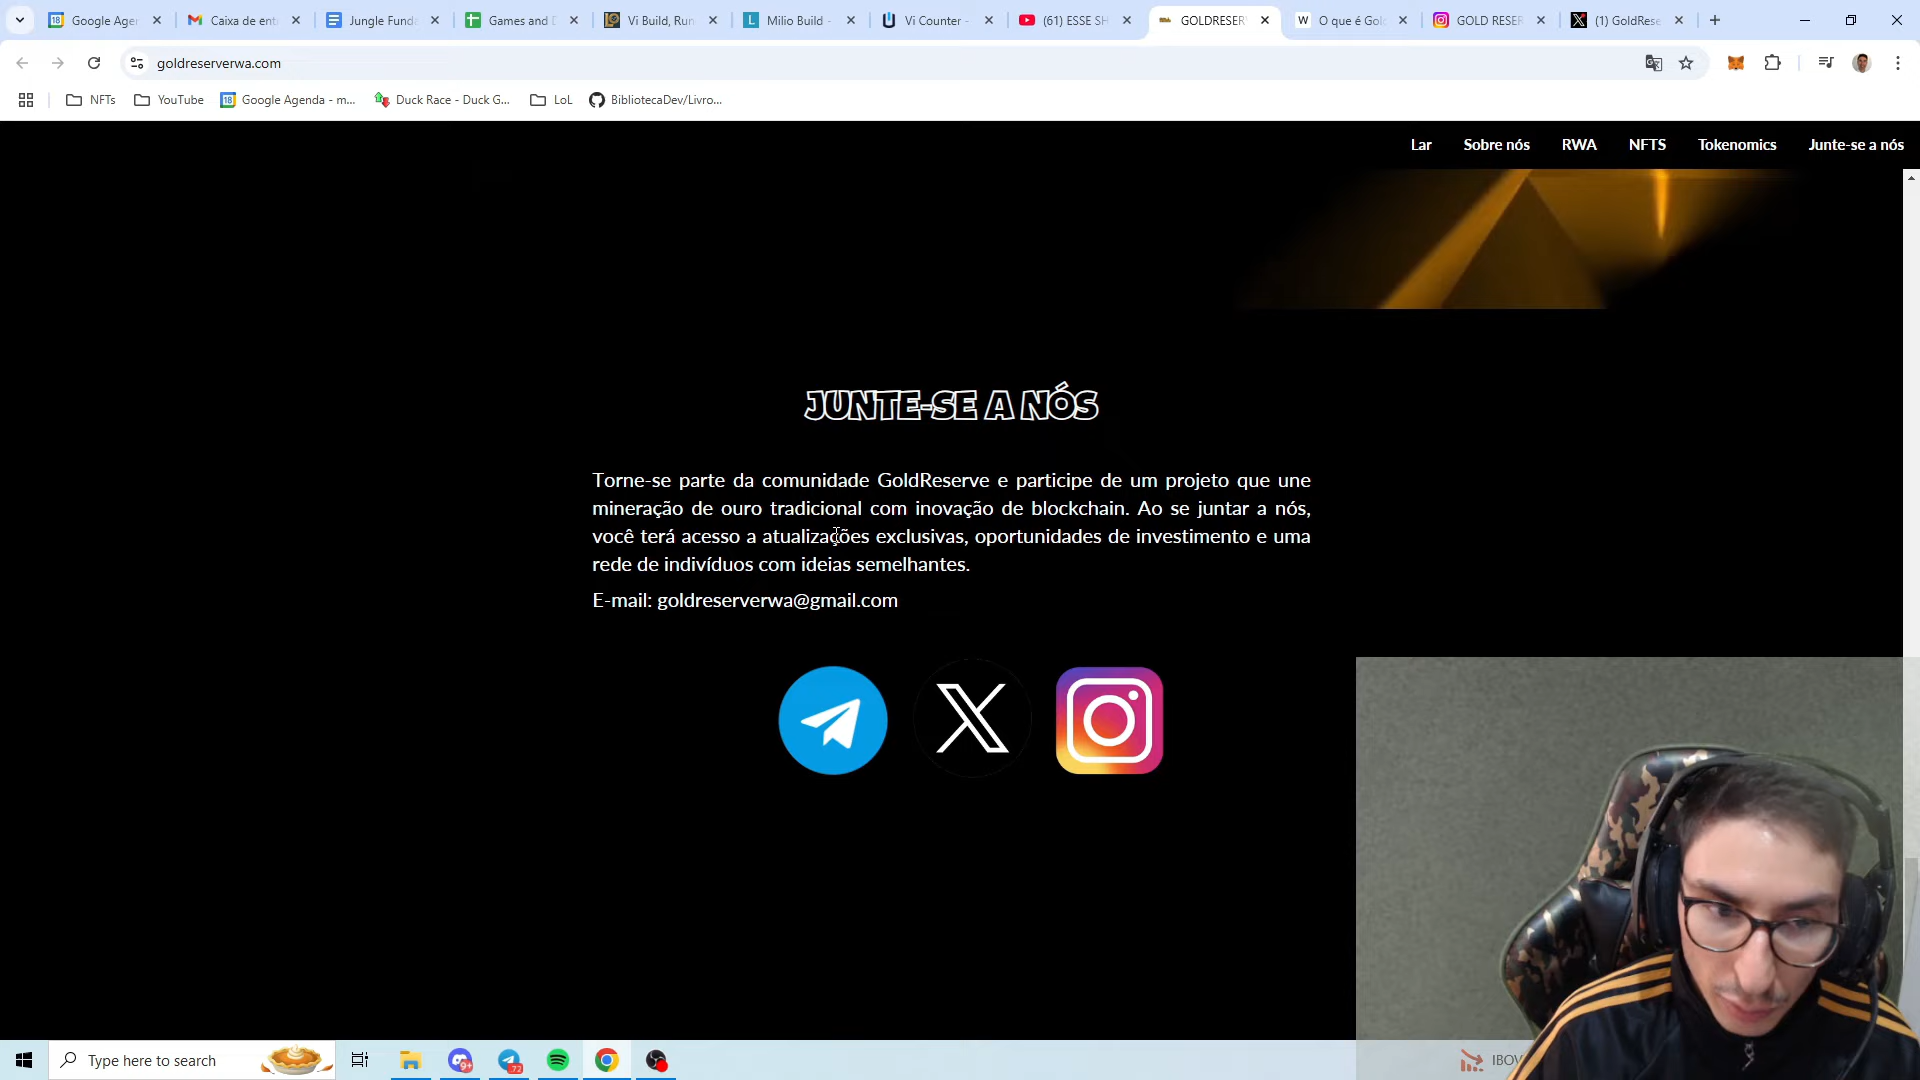 Google Agen
Caixa de ent
Jungle Funda
Games and D
Vi Build, Run
Milio Build -
Vi Counter -
(61) ESSE SH
GOLDRESERV
O que é Gol
GOLD RESER
(1) GoldRese
goldreserverwa.com
NFTs
YouTube
Google Agenda - m...
Duck Race - Duck G...
LoL
BibliotecaDev/Livro...
Lar
Sobre nós
RWA
NFTS
Tokenomics
Junte-se a nós
JUNTE-SE A NÓS
Torne-se parte da comunidade GoldReserve e participe de um projeto que une
mineração de ouro tradicional com inovação de blockchain. Ao se juntar a nós,
você terá acesso a atualizações exclusivas, oportunidades de investimento e uma
rede de indivíduos com ideias semelhantes.
E-mail: goldreserverwa@gmail.com
Type here to search
9+
72
IBOV